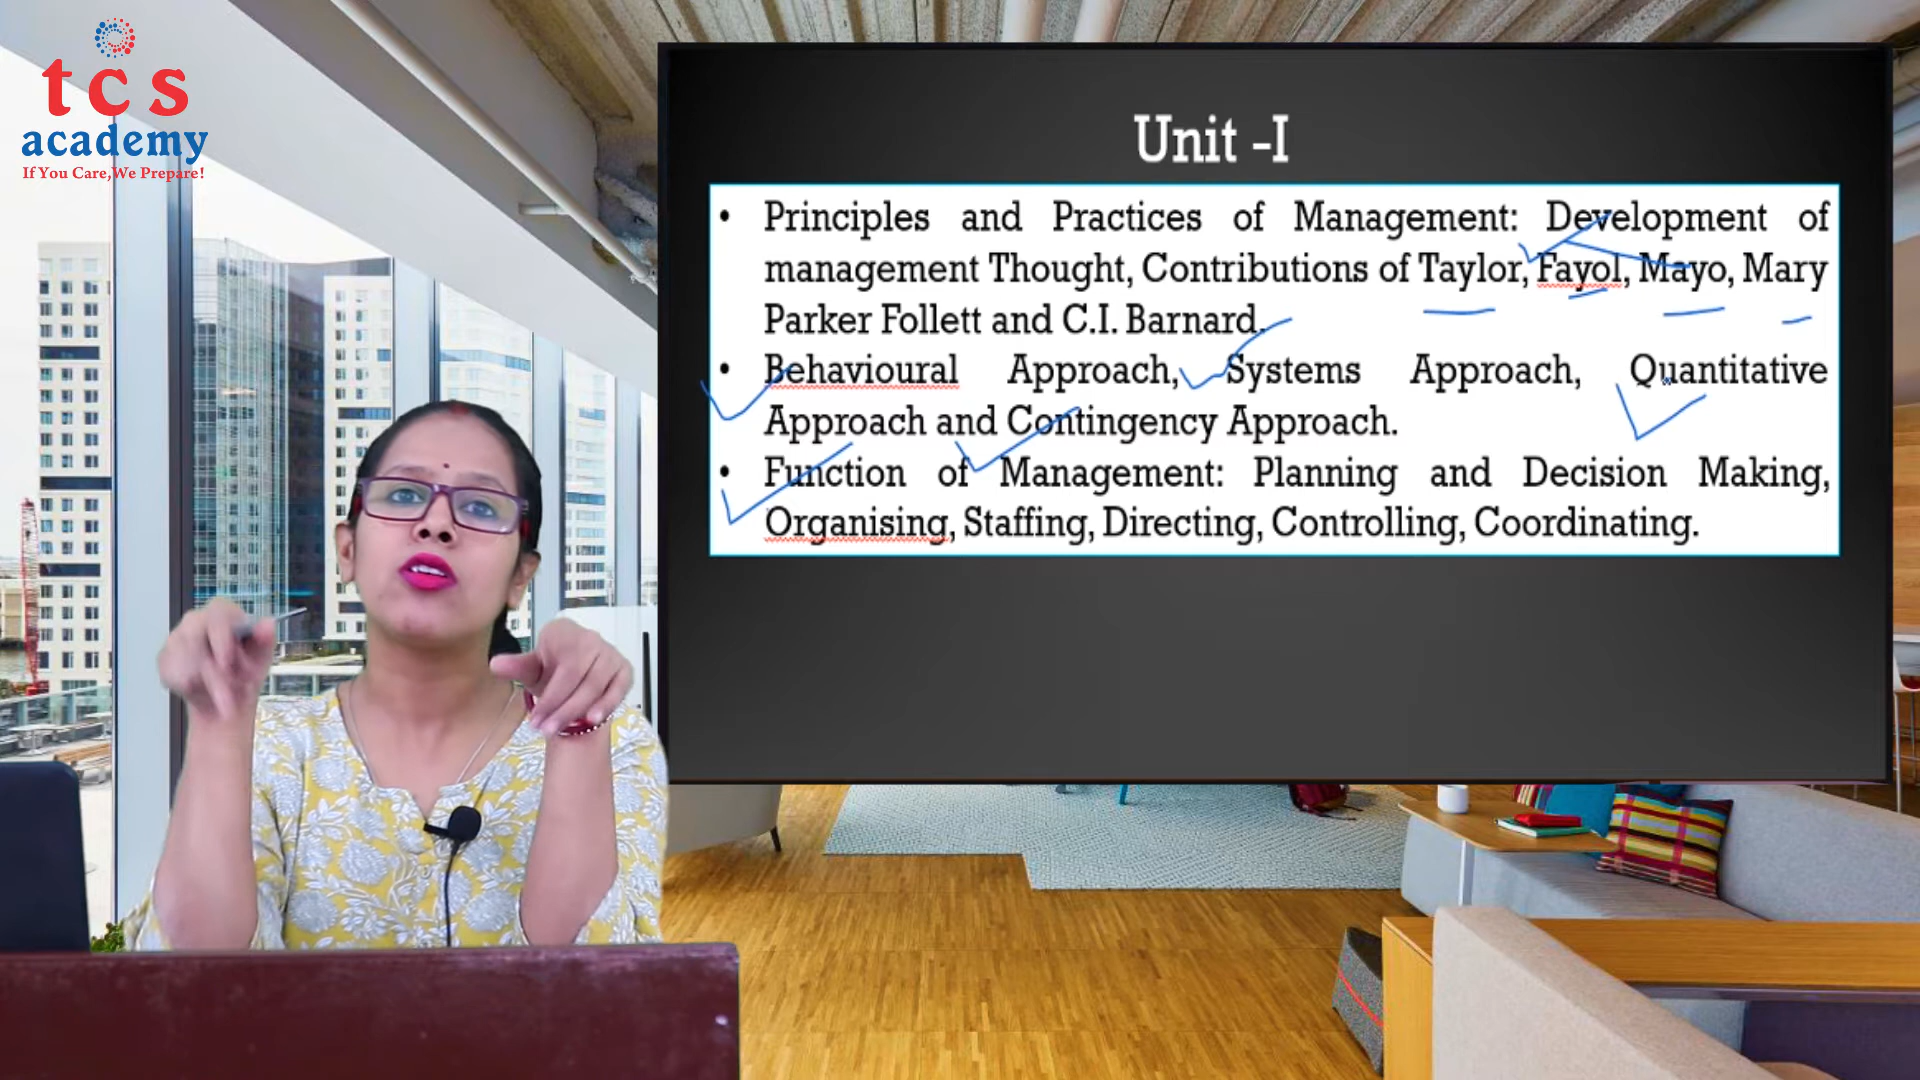 tcs
academy
If You Care,We Prepare!
Unit -I
• Principles and Practices of Management: Development of
management Thought, Contributions of Taylor, Fayol, Mayo, Mary
Parker Follett and C.I. Barnard.
• Behavioural Approach, Systems Approach, Quantitative
Approach and Contingency Approach.
• Function of Management: Planning and Decision Making,
Organising, Staffing, Directing, Controlling, Coordinating.